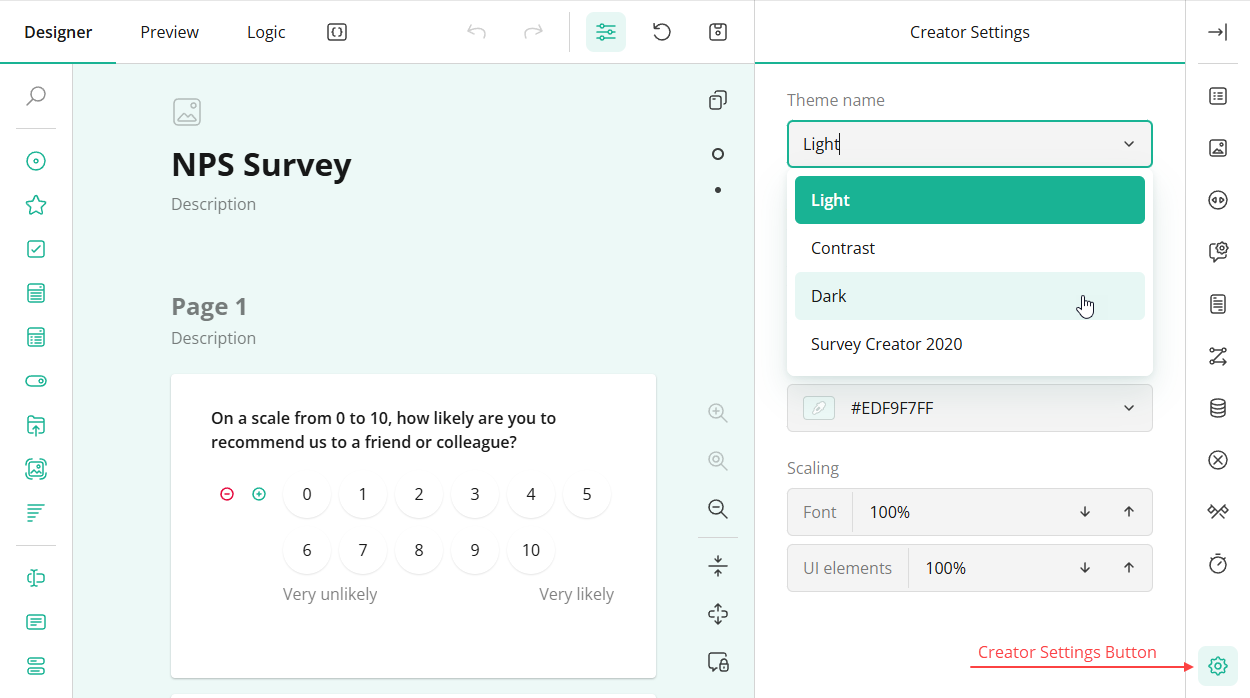 Designer
Preview
Logic
Creator Settings
NPS Survey
Description
Page 1
Description
On a scale from 0 to 10, how likely are you to
recommend us to a friend or colleague?
0 1 2 3 4 5
6 7 8 9 10
Very unlikely
Very likely
Theme name
Light
Light
Contrast
Dark
Survey Creator 2020
#EDF9F7FF
Scaling
Font 100%
UI elements 100%
Creator Settings Button